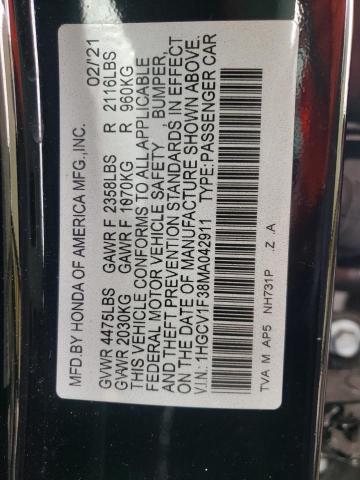 MFD.BY HONDA OF AMERICA MFG.,INC. 02/'21
GVWR 4475LBS GAWR F 2358LBS R 2116LBS
GVWR 2030KG GAWR F 1070KG R 960KG
THIS VEHICLE CONFORMS TO ALL APPLICABLE
FEDERAL MOTOR VEHICLE SAFETY , BUMPER,
AND THEFT PREVENTION STANDARDS IN EFFECT
ON THE DATE OF MANUFACTURE SHOWN ABOVE.
V.I.N.: 1HGCV1F38MA042911 TYPE:PASSENGER CAR
TVA M AP5 NH731P .Z .A